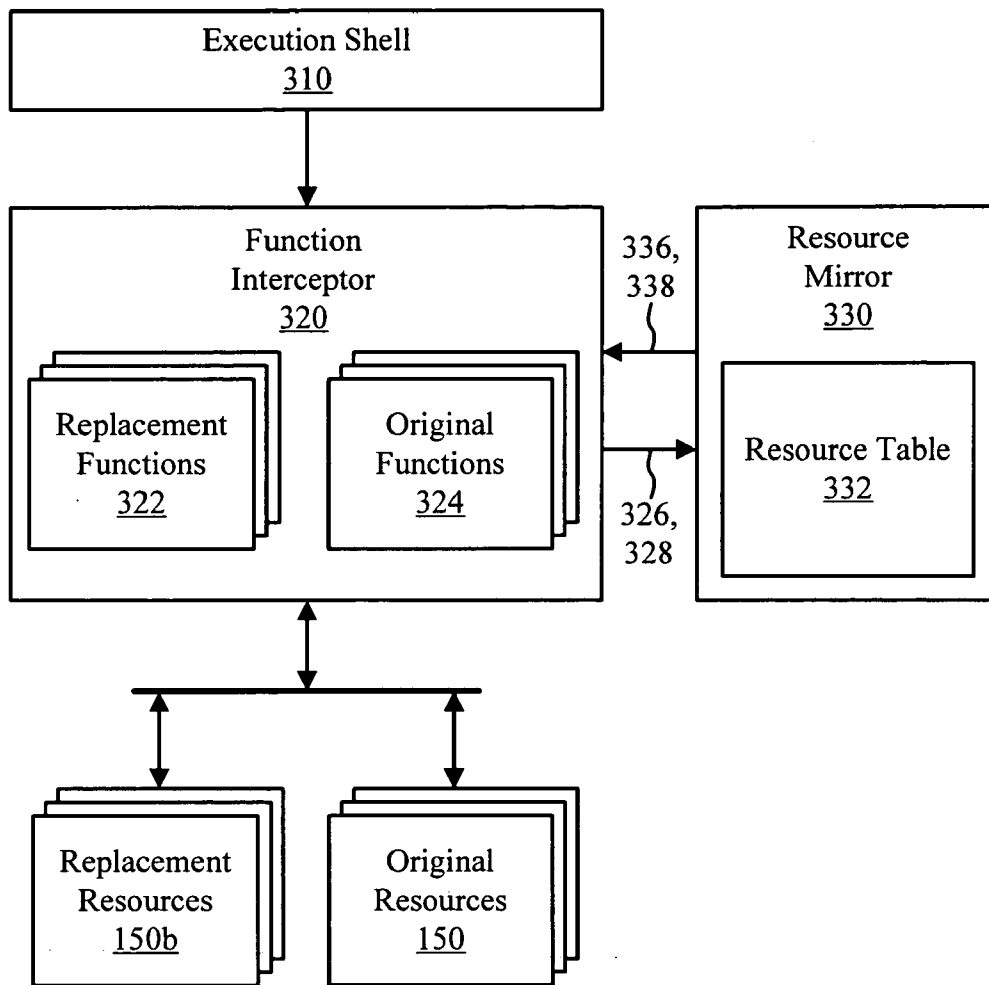 Execution Shell
310
Function
Interceptor
320
Replacement
Functions
322
Original
Functions
324
336,
338
326,
328
Resource
Mirror
330
Resource Table
332
Replacement
Resources
150b
Original
Resources
150